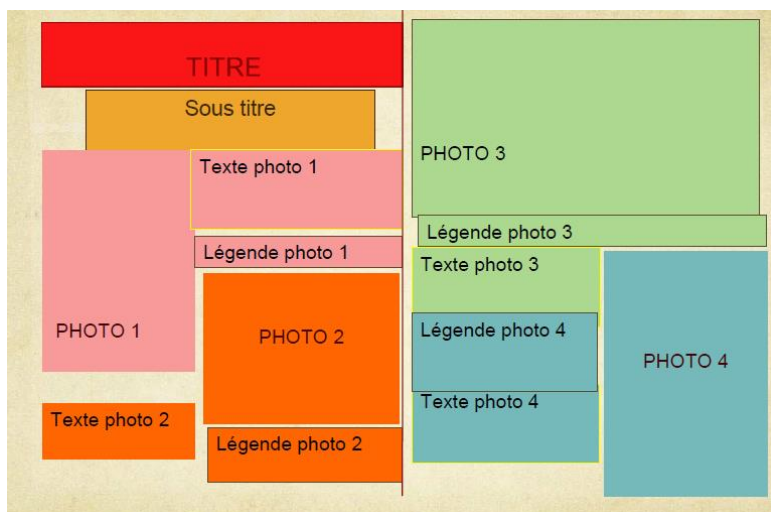 TITRE
Sous titre
Texte photo 1
Légende photo 1
PHOTO 1
PHOTO 2
Texte photo 2
Légende photo 2
PHOTO 3
Légende photo 3
Texte photo 3
Légende photo 4
PHOTO 4
Texte photo 4